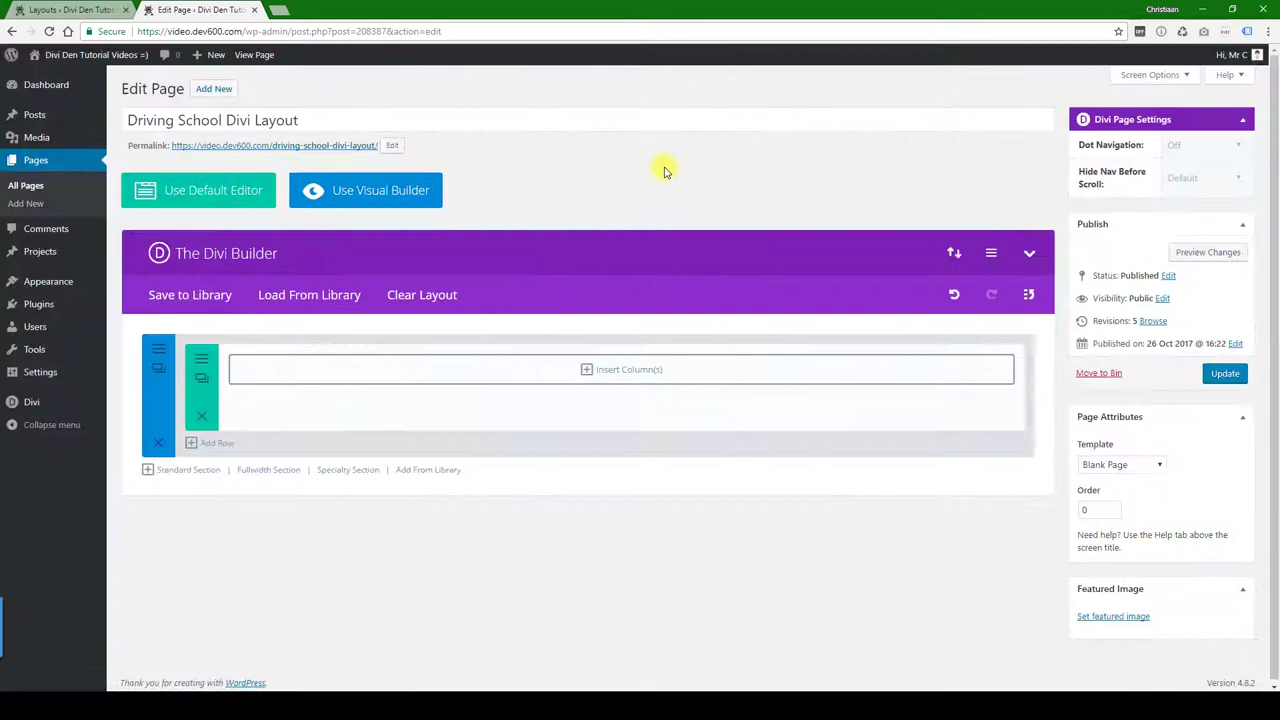 Layouts ‹ Divi Den Tutorial
Edit Page ‹ Divi Den Tut
Christiaan
Secure
https://video.dev600.com/wp-admin/post.php?post=208387&action=edit
Divi Den Tutorial Videos =)
New
View Page
Hi, Mr C
Dashboard
Posts
Media
Pages
All Pages
Add New
Comments
Projects
Appearance
Plugins
Users
Tools
Settings
Divi
Collapse menu
Edit Page
Add New
Screen Options
Help
Driving School Divi Layout
Permalink: https://video.dev600.com/driving-school-divi-layout/ Edit
Use Default Editor
Use Visual Builder
The Divi Builder
Save to Library
Load From Library
Clear Layout
Insert Column(s)
Add Row
Standard Section | Fullwidth Section | Specialty Section | Add From Library
Divi Page Settings
Dot Navigation:
Off
Hide Nav Before
Scroll:
Default
Publish
Preview Changes
Status: Published Edit
Visibility: Public Edit
Revisions: 5 Browse
Published on: 26 Oct 2017 @ 16:22 Edit
Move to Bin
Update
Page Attributes
Template
Blank Page
Order
0
Need help? Use the Help tab above the
screen title.
Featured Image
Set featured image
Thank you for creating with WordPress.
Version 4.8.2